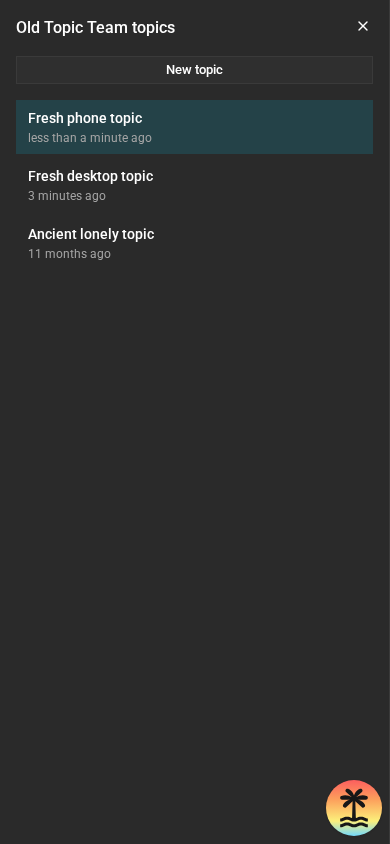 Old Topic Team topics
New topic
Fresh phone topic
less than a minute ago
Fresh desktop topic
3 minutes ago
Ancient lonely topic
11 months ago